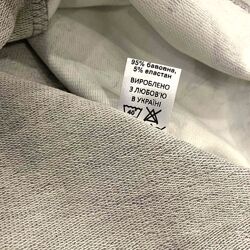 95% бавовна,
5% еластан
ВИРОБЛЕНО
З ЛЮБОВ'Ю
В УКРАЇНІ